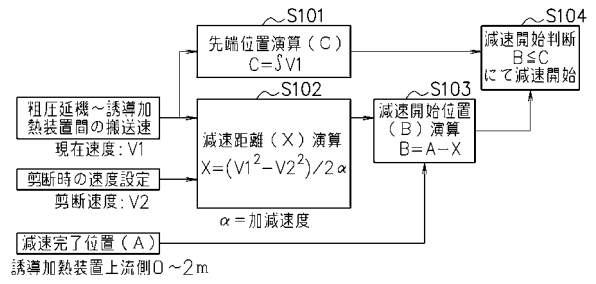 S101
先端位置演算(C)
C=∫V1
S104
減速開始判断
B≦C
にて減速開始
S102
減速距離(X)演算
X=(V1²−V2²)/2α
α=加減速度
S103
減速開始位置
(B)演算
B=A−X
粗圧延機~誘導加
熱装置間の搬送速
現在速度:V1
剪断時の速度設定
剪断速度:V2
減速完了位置(A)
誘導加熱装置上流側0~2m